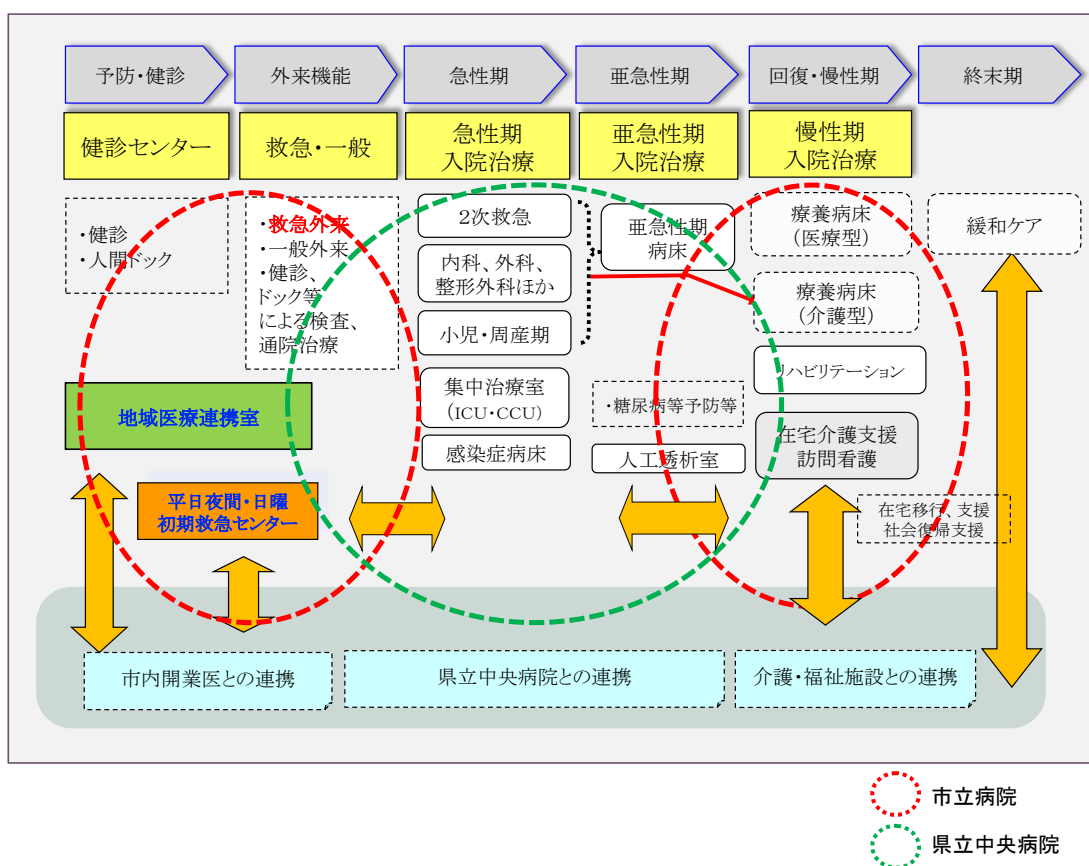 予防・健診
外来機能
急性期
亜急性期
回復・慢性期
終末期
健診センター
救急・一般
急性期
入院治療
亜急性期
入院治療
慢性期
入院治療
・健診
・人間ドック
・救急外来
・一般外来
・健診、
ドック等
による検査、
通院治療
2次救急
内科、外科、
整形外科ほか
小児・周産期
集中治療室
(ICU・CCU)
感染症病床
亜急性期
病床
・糖尿病等予防等
人工透析室
療養病床
(医療型)
療養病床
(介護型)
リハビリテーション
在宅介護支援
訪問看護
緩和ケア
地域医療連携室
平日夜間・日曜
初期救急センター
在宅移行、支援
社会復帰支援
市内開業医との連携
県立中央病院との連携
介護・福祉施設との連携
市立病院
県立中央病院